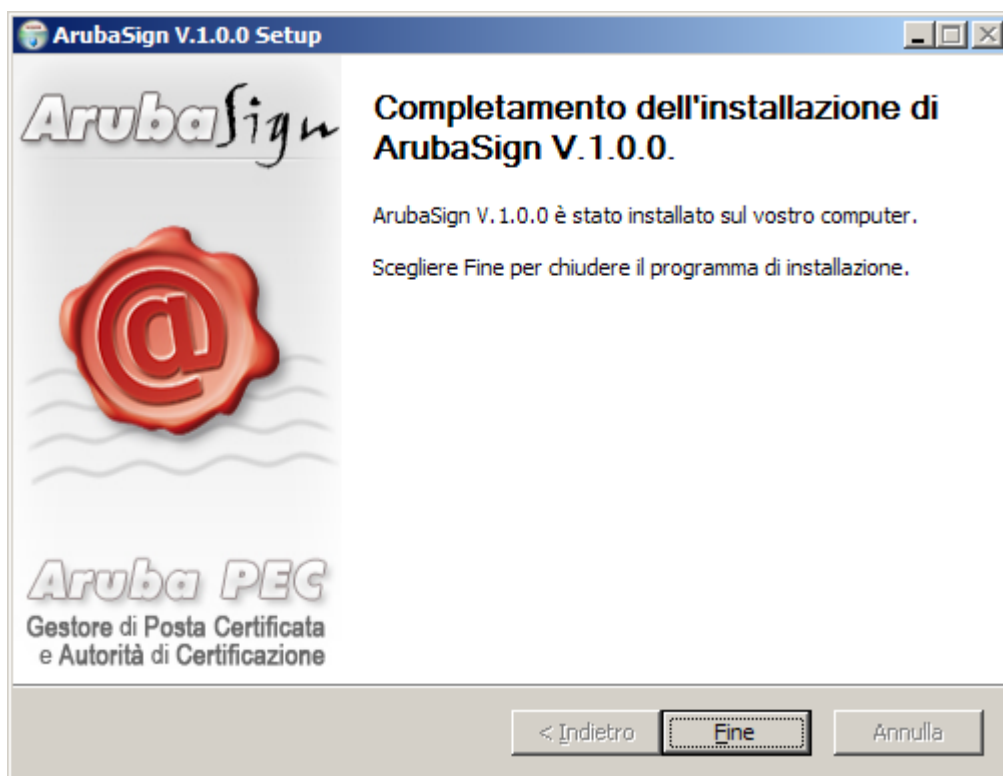 ArubaSign V.1.0.0 Setup
ArubaSign
Completamento dell'installazione di
ArubaSign V.1.0.0.
ArubaSign V.1.0.0 è stato installato sul vostro computer.
Scegliere Fine per chiudere il programma di installazione.
@
Aruba PEC
Gestore di Posta Certificata
e Autorità di Certificazione
< Indietro
Fine
Annulla